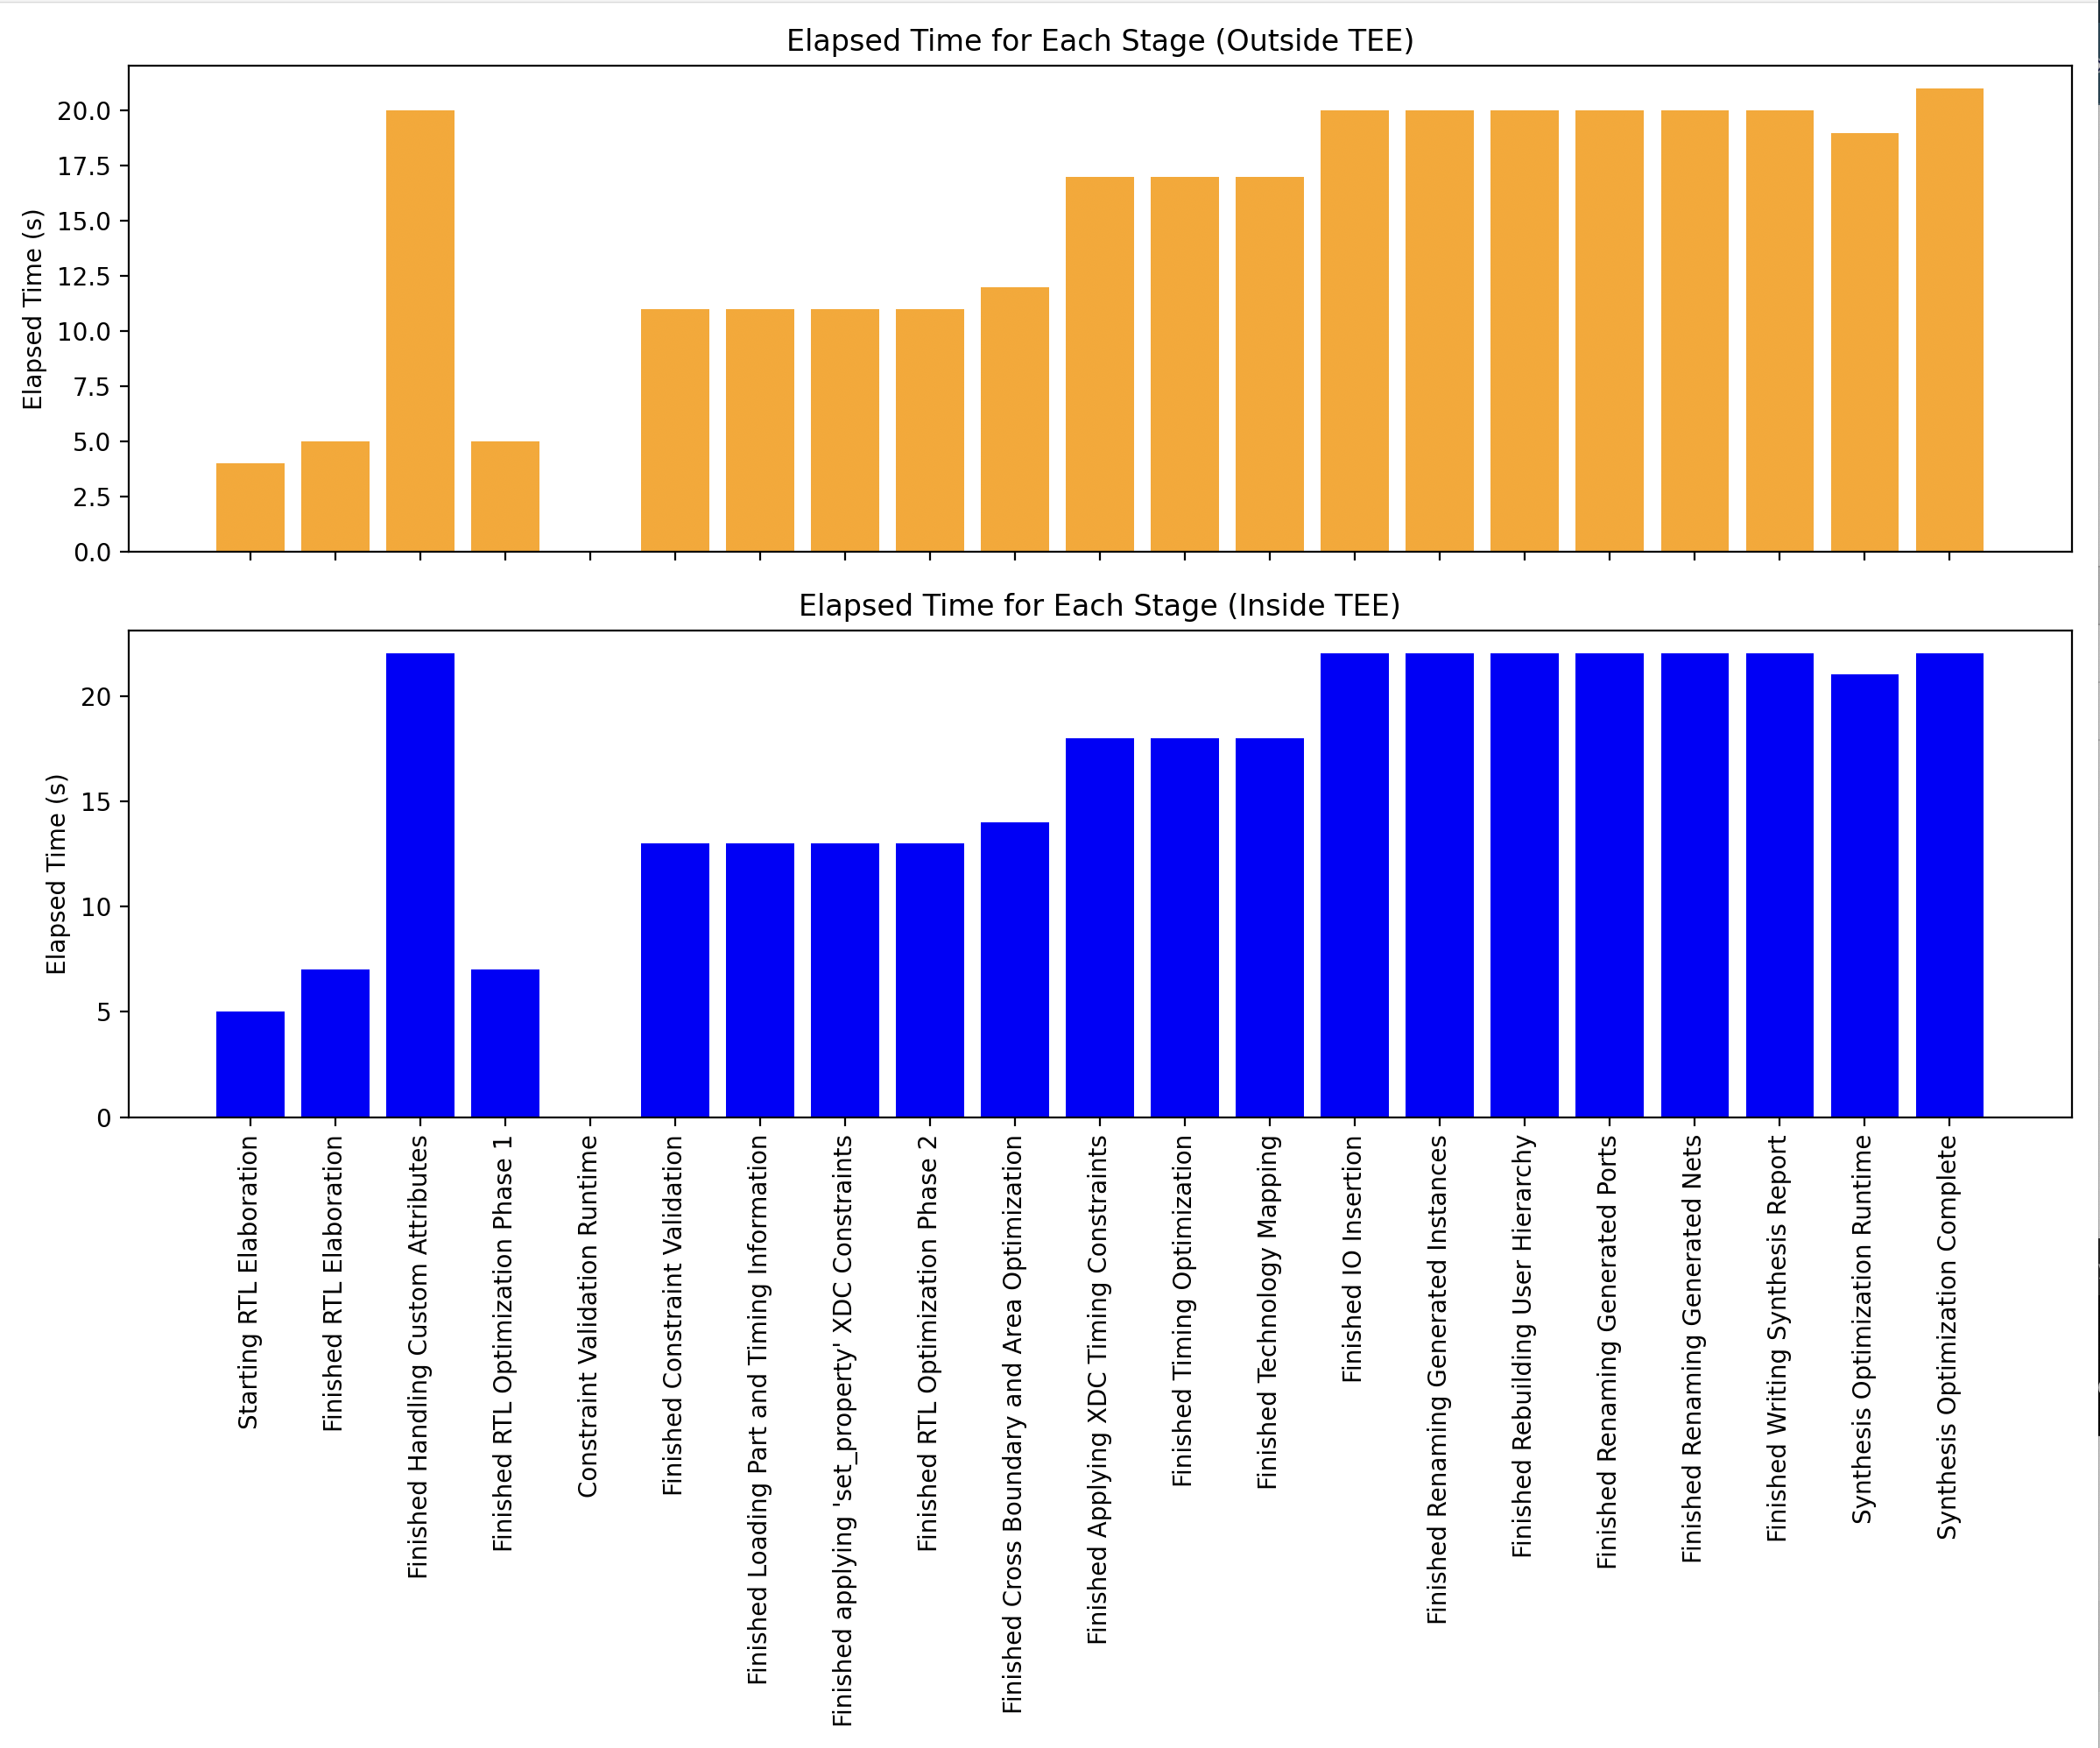 Elapsed Time for Each Stage (Outside TEE)
Elapsed Time (s)
20.0
17.5
15.0
12.5
10.0
7.5
5.0
2.5
0.0
Elapsed Time for Each Stage (Inside TEE)
Elapsed Time (s)
20
15
10
5
0
Starting RTL Elaboration
Finished RTL Elaboration
Finished Handling Custom Attributes
Finished RTL Optimization Phase 1
Constraint Validation Runtime
Finished Constraint Validation
Finished Loading Part and Timing Information
Finished applying 'set_property' XDC Constraints
Finished RTL Optimization Phase 2
Finished Cross Boundary and Area Optimization
Finished Applying XDC Timing Constraints
Finished Timing Optimization
Finished Technology Mapping
Finished IO Insertion
Finished Renaming Generated Instances
Finished Rebuilding User Hierarchy
Finished Renaming Generated Ports
Finished Renaming Generated Nets
Finished Writing Synthesis Report
Synthesis Optimization Runtime
Synthesis Optimization Complete